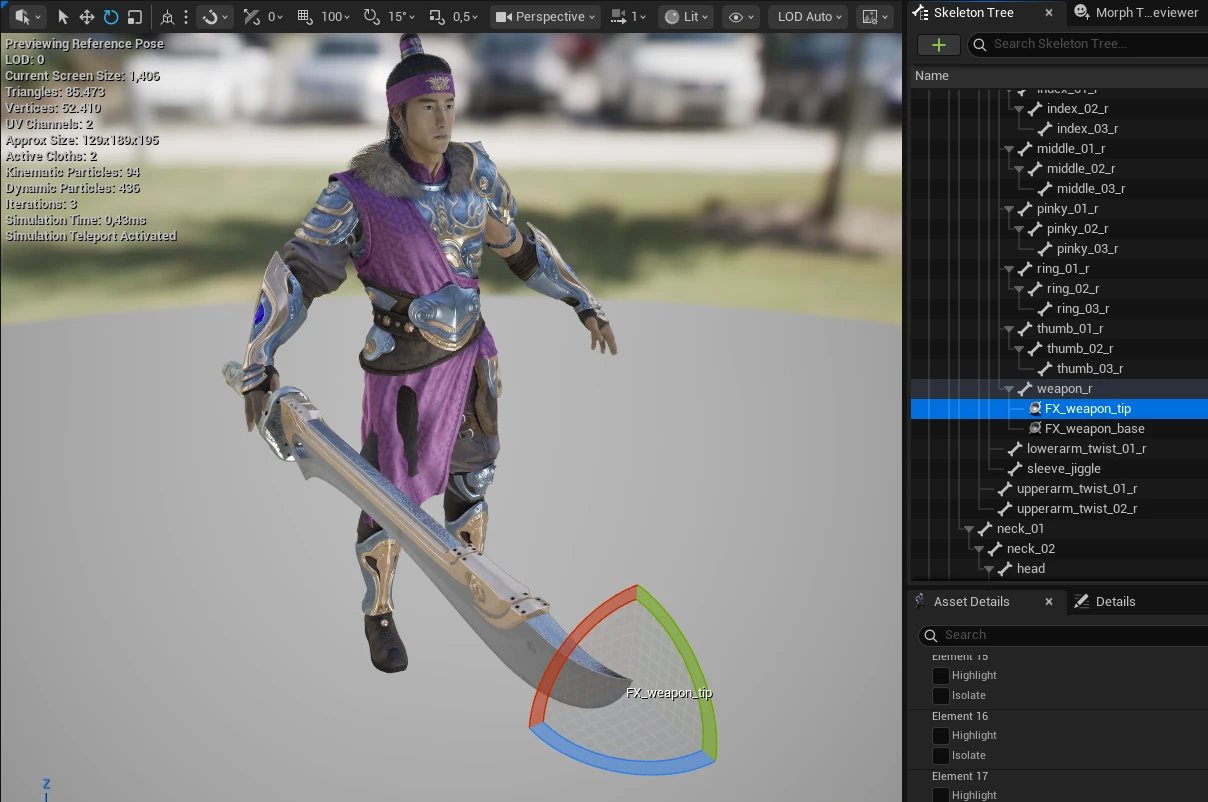 0
100
15°
0,5
Perspective
1
Lit
LOD Auto
Previewing Reference Pose
LOD: 0
Current Screen Size: 1,406
Triangles: 85.473
Vertices: 52.410
UV Channels: 2
Approx Size: 129x189x195
Active Cloths: 2
Kinematic Particles: 94
Dynamic Particles: 436
Iterations: 3
Simulation Time: 0,43ms
Simulation Teleport Activated
FX_weapon_tip
Z
Skeleton Tree
Morph T...eviewer
Search Skeleton Tree...
Name
index_01_r
index_02_r
index_03_r
middle_01_r
middle_02_r
middle_03_r
pinky_01_r
pinky_02_r
pinky_03_r
ring_01_r
ring_02_r
ring_03_r
thumb_01_r
thumb_02_r
thumb_03_r
weapon_r
FX_weapon_tip
FX_weapon_base
lowerarm_twist_01_r
sleeve_jiggle
upperarm_twist_01_r
upperarm_twist_02_r
neck_01
neck_02
head
Asset Details
Details
Search
Element 15
Highlight
Isolate
Element 16
Highlight
Isolate
Element 17
Highlight